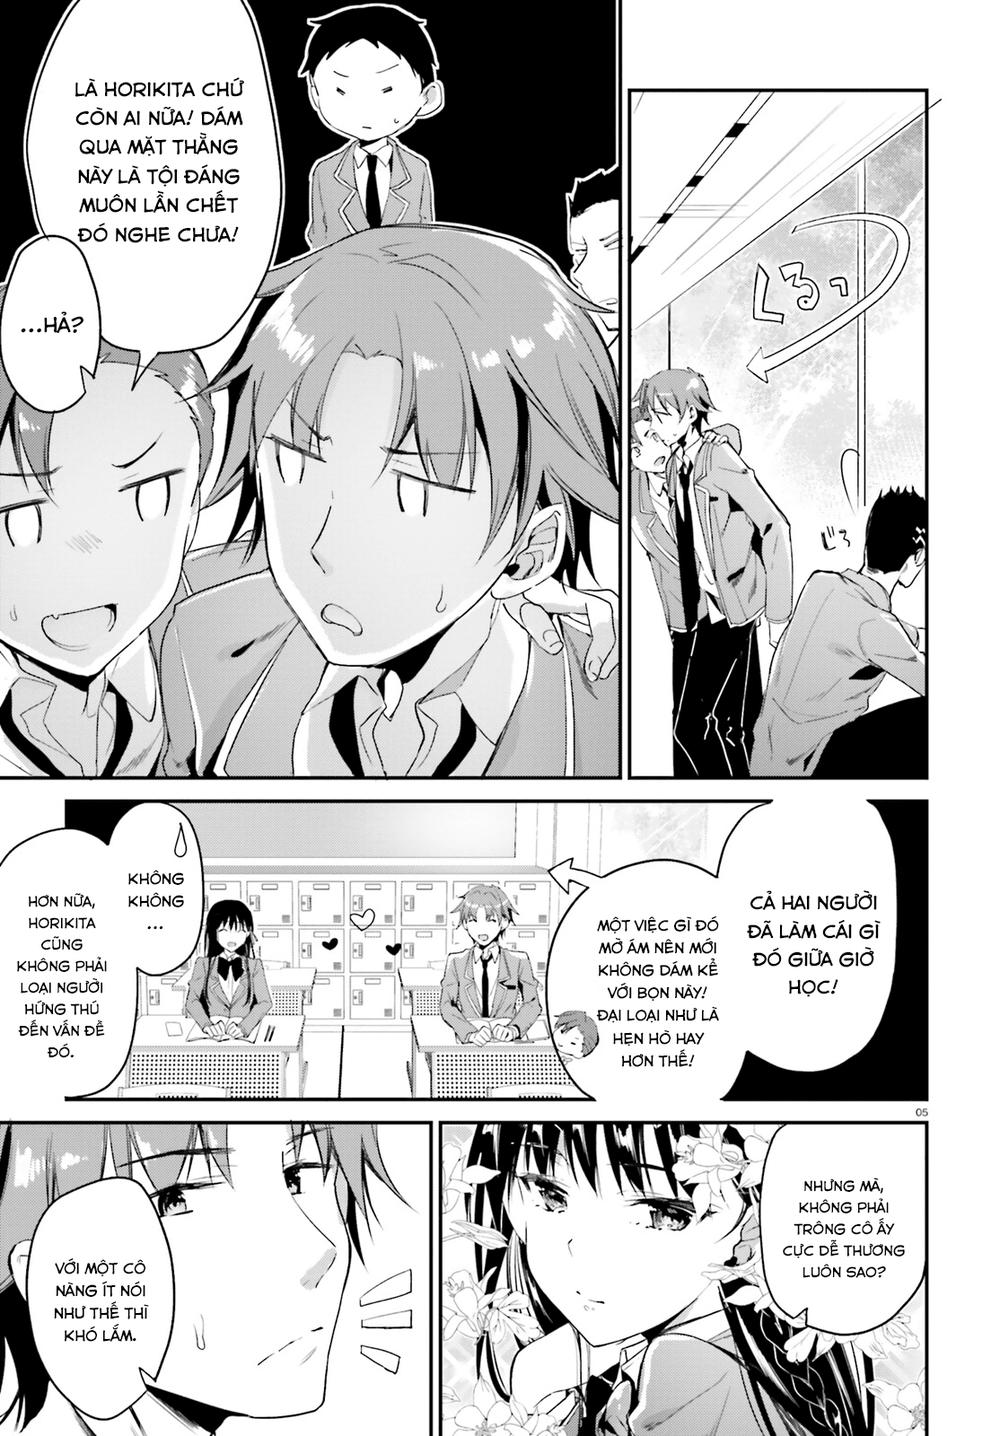 LÀ HORIKITA CHỨ
CÒN AI NỮA! DÁM
QUA MẶT THẰNG
NÀY LÀ TỘI ĐÁNG
MUÔN LẦN CHẾT
ĐÓ NGHE CHƯA!
...HẢ?
くるっ
ぐる
CẢ HAI NGƯỜI
ĐÃ LÀM CÁI GÌ
ĐÓ GIỮA GIỜ
HỌC!
MỘT VIỆC GÌ ĐÓ
MỜ ÁM NÊN MỚI
KHÔNG DÁM KỂ
VỚI BỌN NÀY!
ĐẠI LOẠI NHƯ LÀ
HẸN HÒ HAY
HƠN THẾ!
KHÔNG
KHÔNG
...
HƠN NỮA,
HORIKITA
CŨNG
KHÔNG PHẢI
LOẠI NGƯỜI
HỨNG THÚ
ĐẾN VẤN ĐỀ
ĐÓ.
05
NHƯNG MÀ,
KHÔNG PHẢI
TRÔNG CÔ ẤY
CỰC DỄ THƯƠNG
LUÔN SAO?
VỚI MỘT CÔ
NÀNG ÍT NÓI
NHƯ THẾ THÌ
KHÓ LẮM.